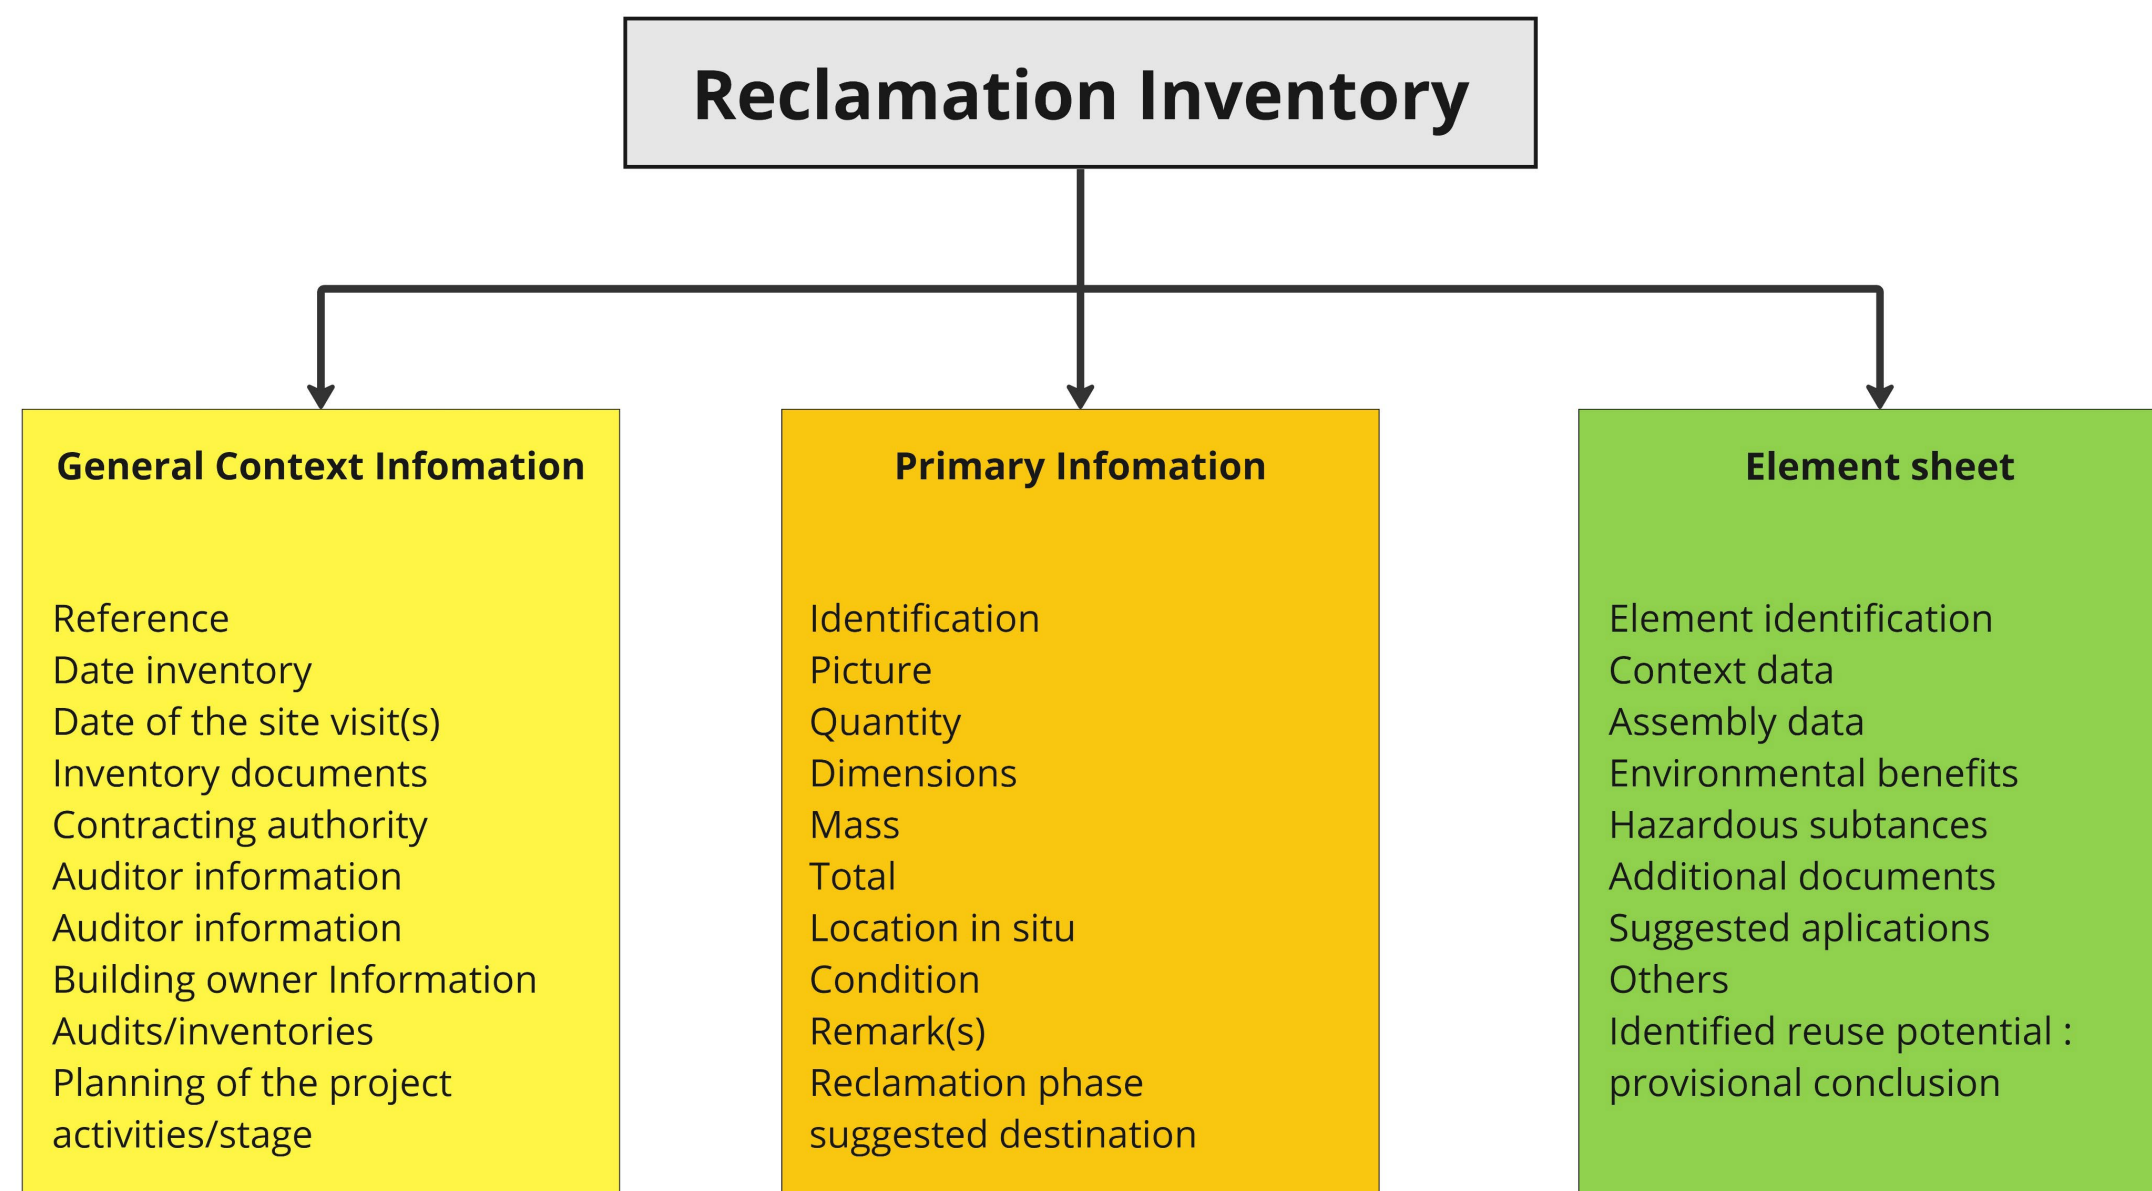 Reclamation Inventory
General Context Infomation
Reference
Date inventory
Date of the site visit(s)
Inventory documents
Contracting authority
Auditor information
Auditor information
Building owner Information
Audits/inventories
Planning of the project
activities/stage
Primary Infomation
Identification
Picture
Quantity
Dimensions
Mass
Total
Location in situ
Condition
Remark(s)
Reclamation phase
suggested destination
Element sheet
Element identification
Context data
Assembly data
Environmental benefits
Hazardous subtances
Additional documents
Suggested aplications
Others
Identified reuse potential :
provisional conclusion